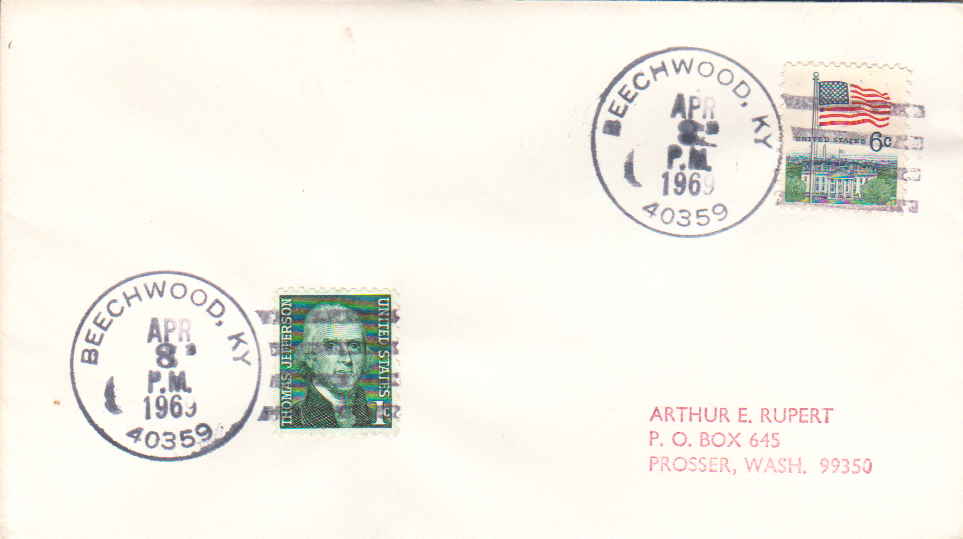 BEECHWOOD, KY
APR
8
P.M.
1969
40359
UNITED STATES 6c
BEECHWOOD, KY
APR
8
P.M.
1969
40359
THOMAS JEFFERSON
UNITED STATES
1c
ARTHUR E. RUPERT
P. O. BOX 645
PROSSER, WASH. 99350